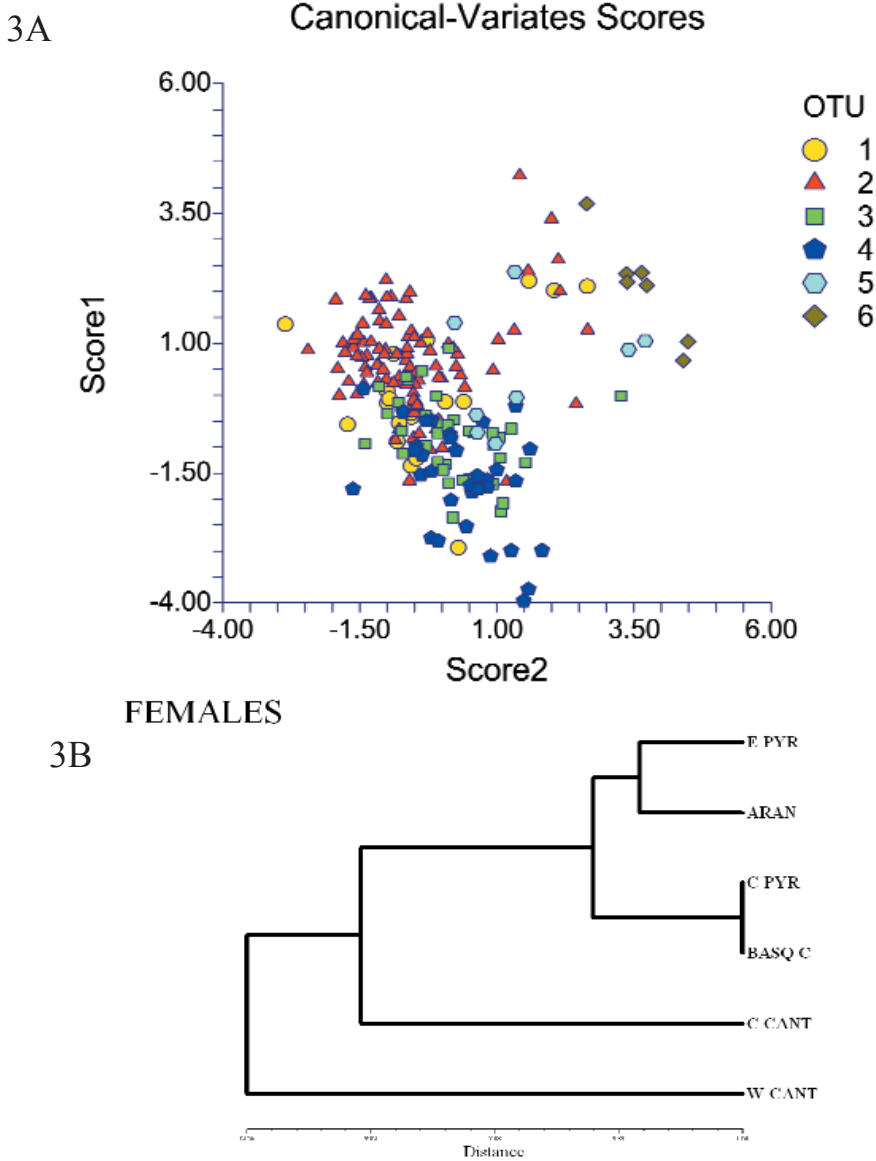 3A
Canonical-Variates Scores
6.00
3.50
1.00
-1.50
-4.00
Score1
-4.00
-1.50
1.00
3.50
6.00
Score2
OTU
1
2
3
4
5
6
FEMALES
3B
E PYR
ARAN
C PYR
BASQ C
C CANT
W CANT
Distance